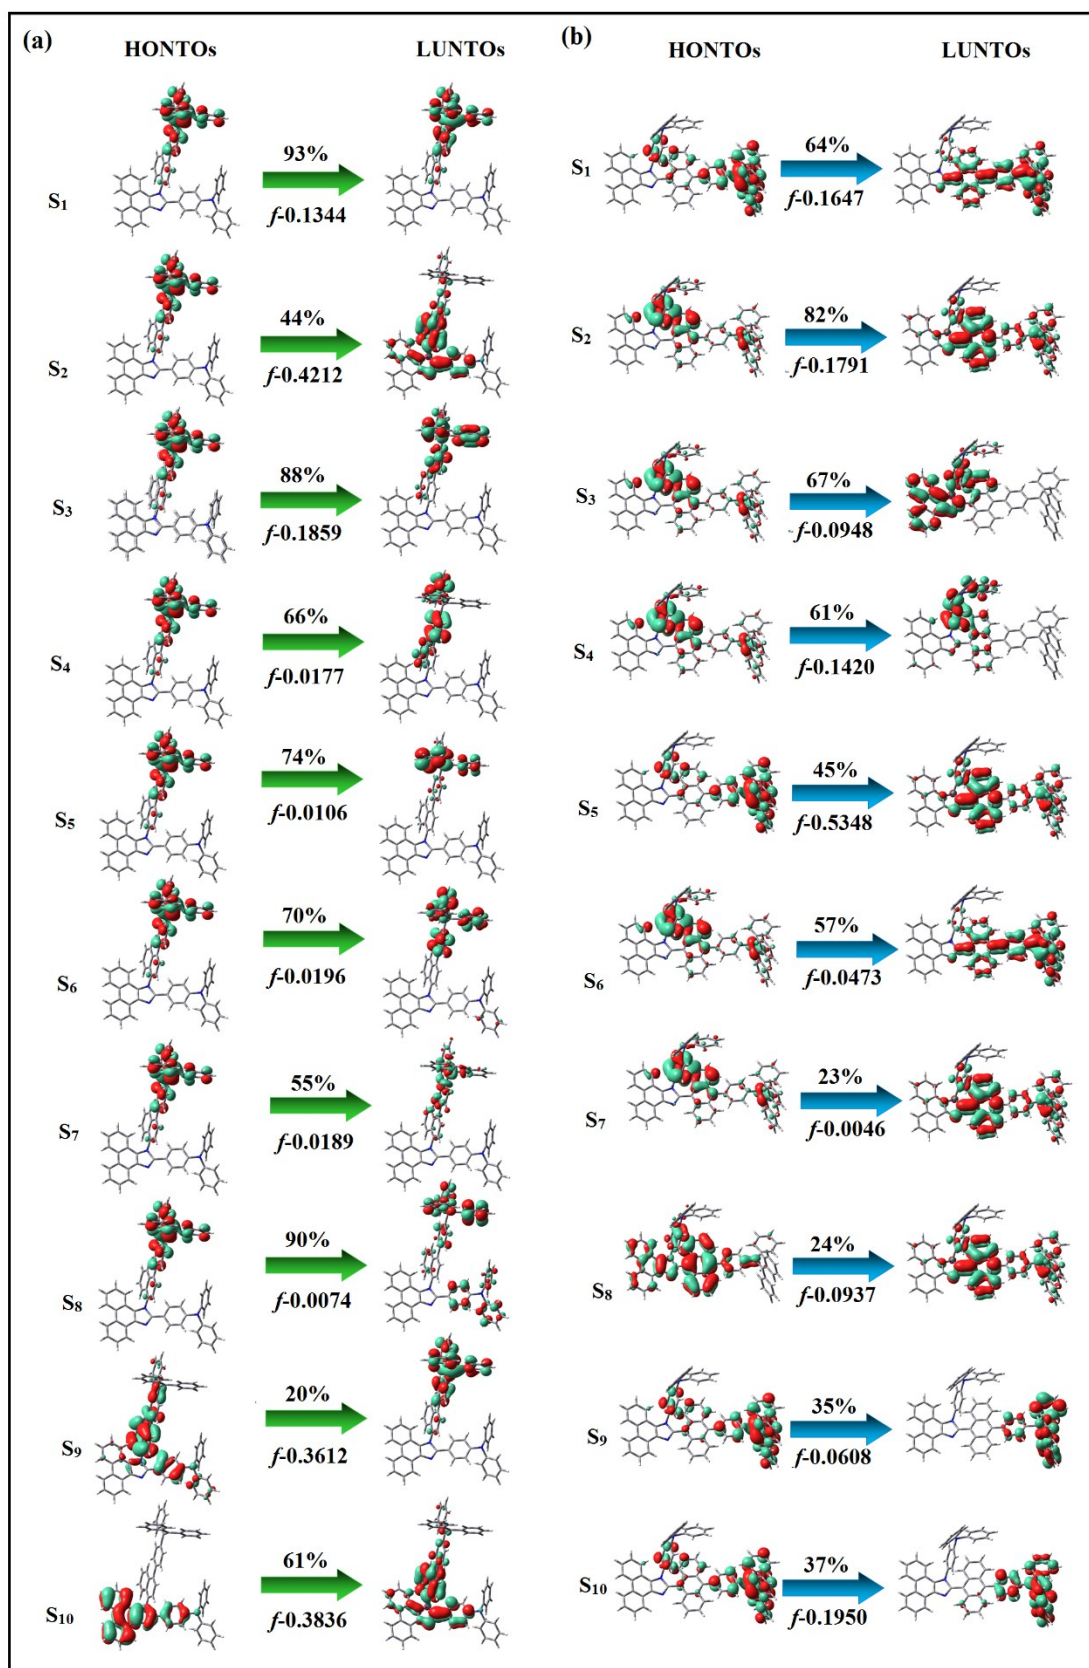 (a)
HONTOs
LUNTOs
S1
93%
f-0.1344
S2
44%
f-0.4212
S3
88%
f-0.1859
S4
66%
f-0.0177
S5
74%
f-0.0106
S6
70%
f-0.0196
S7
55%
f-0.0189
S8
90%
f-0.0074
S9
20%
f-0.3612
S10
61%
f-0.3836
(b)
HONTOs
LUNTOs
S1
64%
f-0.1647
S2
82%
f-0.1791
S3
67%
f-0.0948
S4
61%
f-0.1420
S5
45%
f-0.5348
S6
57%
f-0.0473
S7
23%
f-0.0046
S8
24%
f-0.0937
S9
35%
f-0.0608
S10
37%
f-0.1950